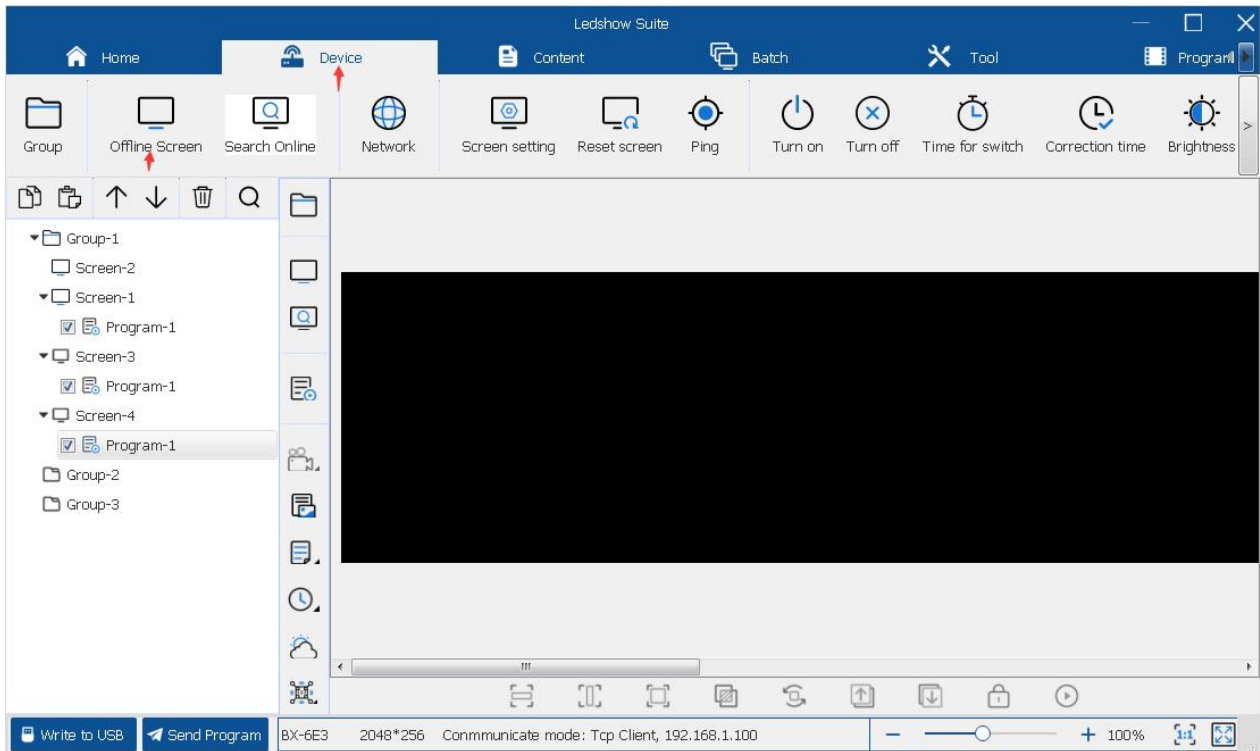 Ledshow Suite
Home Device Content Batch Tool Program
Group Offline Screen Search Online Network Screen setting Reset screen Ping Turn on Turn off Time for switch Correction time Brightness
Group-1
Screen-2
Screen-1
Program-1
Screen-3
Program-1
Screen-4
Program-1
Group-2
Group-3
Write to USB Send Program BX-6E3 2048*256 Conmmunicate mode: Tcp Client, 192.168.1.100 100% 1:1